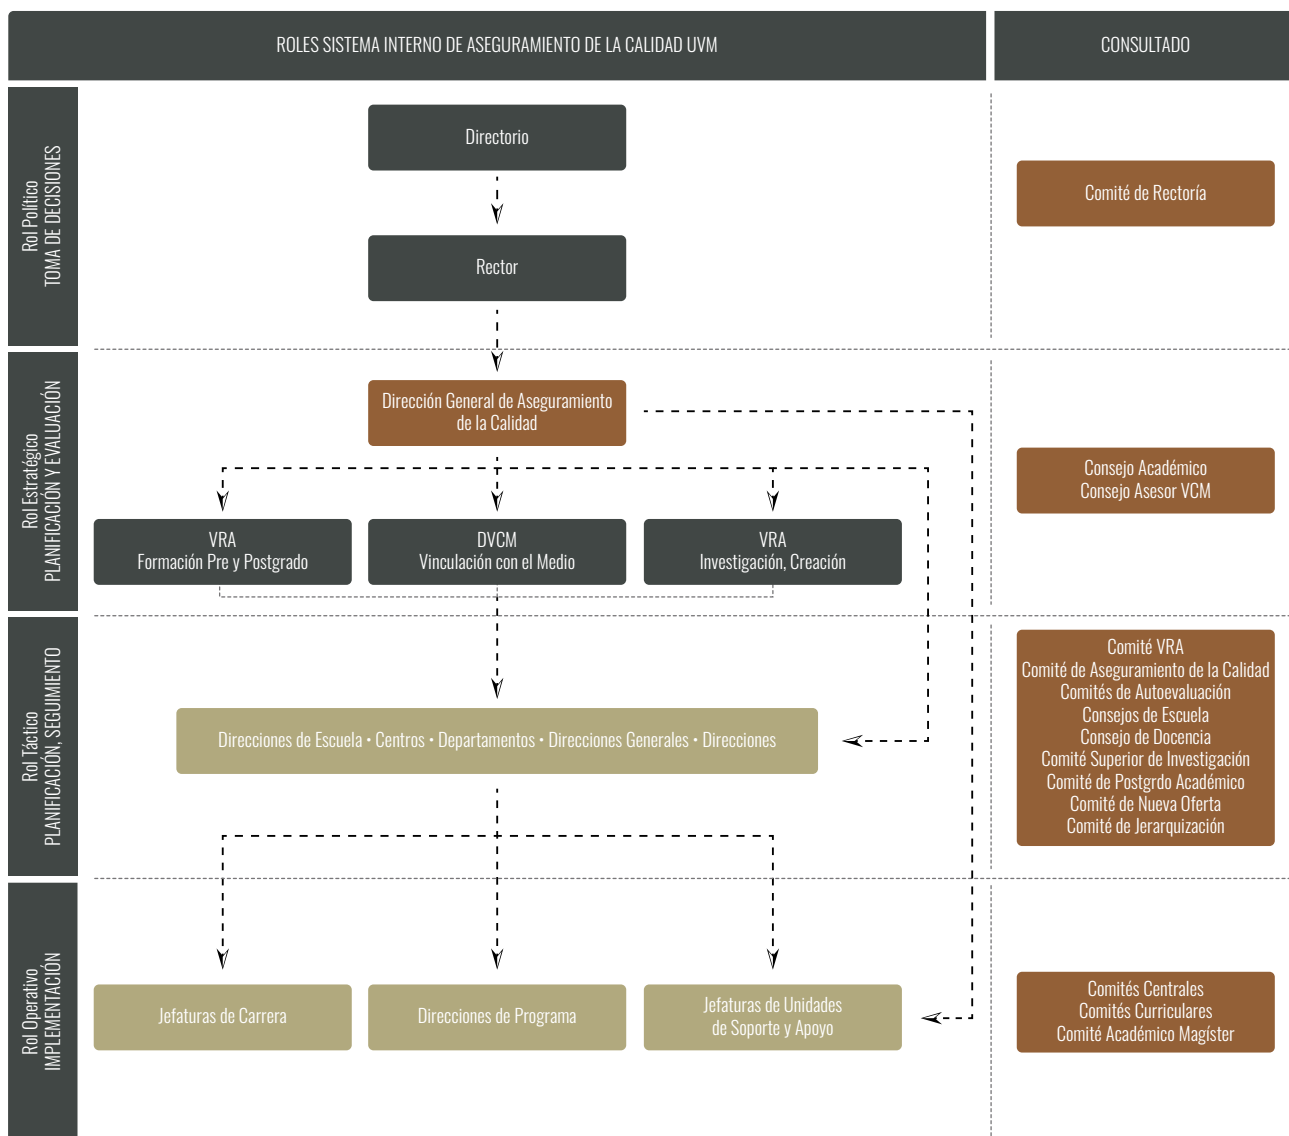 ROLES SISTEMA INTERNO DE ASEGURAMIENTO DE LA CALIDAD UVM
CONSULTADO
Rol Político
TOMA DE DECISIONES
Directorio
Rector
Comité de Rectoría
Rol Estratégico
PLANIFICACIÓN Y EVALUACIÓN
Dirección General de Aseguramiento
de la Calidad
VRA
Formación Pre y Postgrado
DVCM
Vinculación con el Medio
VRA
Investigación, Creación
Consejo Académico
Consejo Asesor VCM
Rol Táctico
PLANIFICACIÓN, SEGUIMIENTO
Direcciones de Escuela • Centros • Departamentos • Direcciones Generales • Direcciones
Comité VRA
Comité de Aseguramiento de la Calidad
Comités de Autoevaluación
Consejos de Escuela
Consejo de Docencia
Comité Superior de Investigación
Comité de Postgrdo Académico
Comité de Nueva Oferta
Comité de Jerarquización
Rol Operativo
IMPLEMENTACIÓN
Jefaturas de Carrera
Direcciones de Programa
Jefaturas de Unidades
de Soporte y Apoyo
Comités Centrales
Comités Curriculares
Comité Académico Magíster